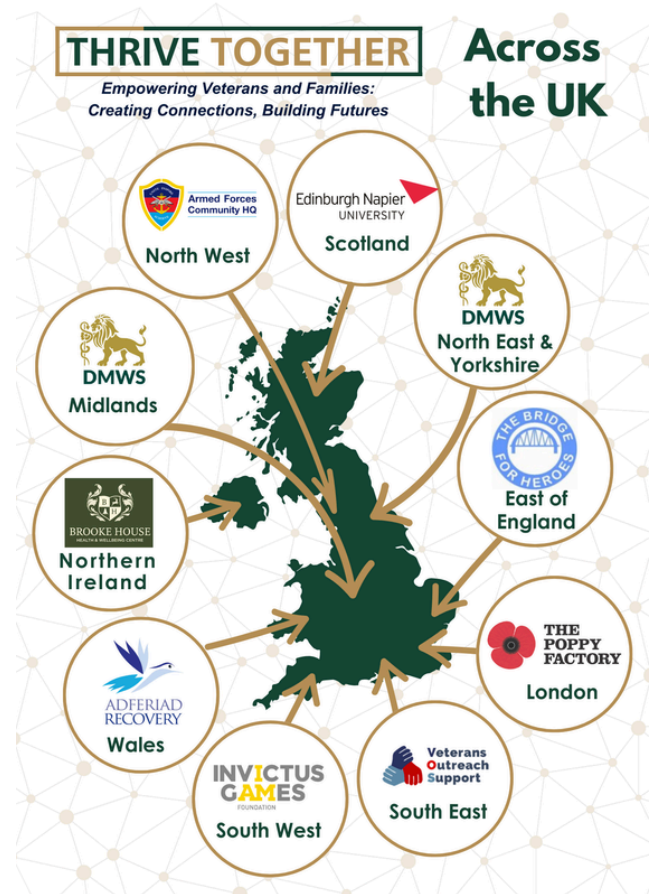 THRIVE TOGETHER
Empowering Veterans and Families:
Creating Connections, Building Futures
Across
the UK
Armed Forces
Community HQ
North West
Edinburgh Napier
UNIVERSITY
Scotland
DMWS
North East &
Yorkshire
DMWS
Midlands
THE BRIDGE
FOR HEROES
East of
England
B H
BROOKE HOUSE
HEALTH & WELLBEING CENTRE
Northern
Ireland
THE
POPPY
FACTORY
London
ADFERIAD
RECOVERY
Wales
INVICTUS
GAMES
FOUNDATION
South West
Veterans
Outreach
Support
South East